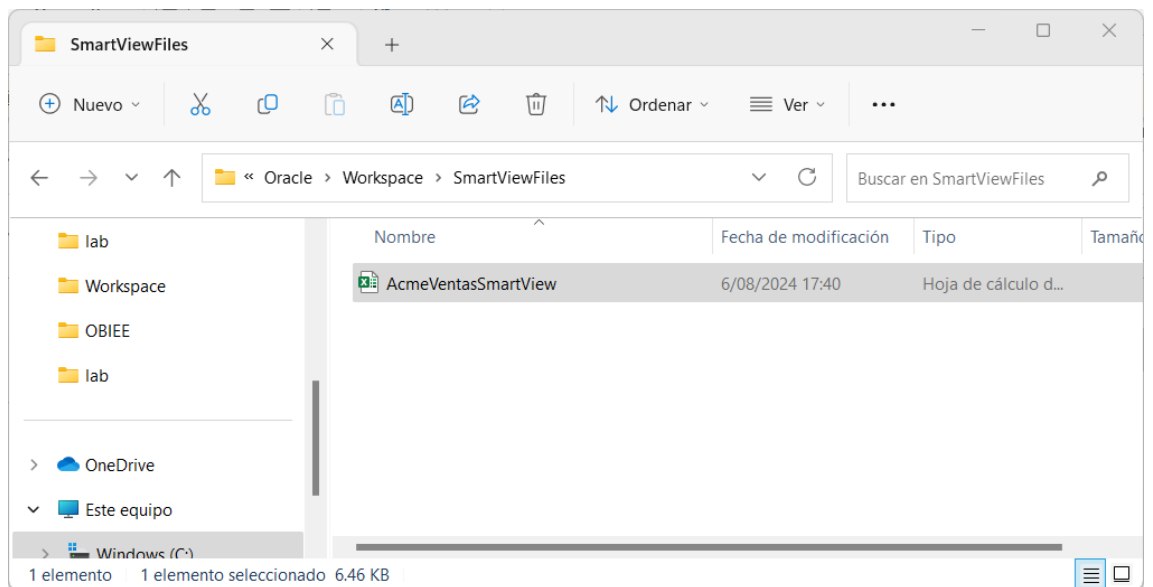 SmartViewFiles
Nuevo
Ordenar
Ver
« Oracle > Workspace > SmartViewFiles
Buscar en SmartViewFiles
lab
Workspace
OBIEE
lab
OneDrive
Este equipo
Windows (C:)
Nombre Fecha de modificación Tipo Tamaño
AcmeVentasSmartView 6/08/2024 17:40 Hoja de cálculo d...
1 elemento 1 elemento seleccionado 6.46 KB